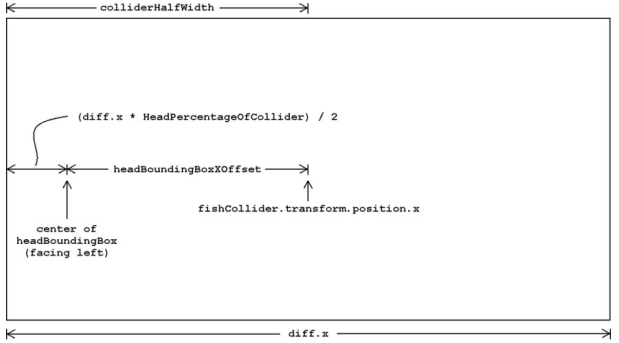 colliderHalfWidth
(diff.x * HeadPercentageOfCollider) / 2
headBoundingBoxXOffset
fishCollider.transform.position.x
center of
headBoundingBox
(facing left)
diff.x